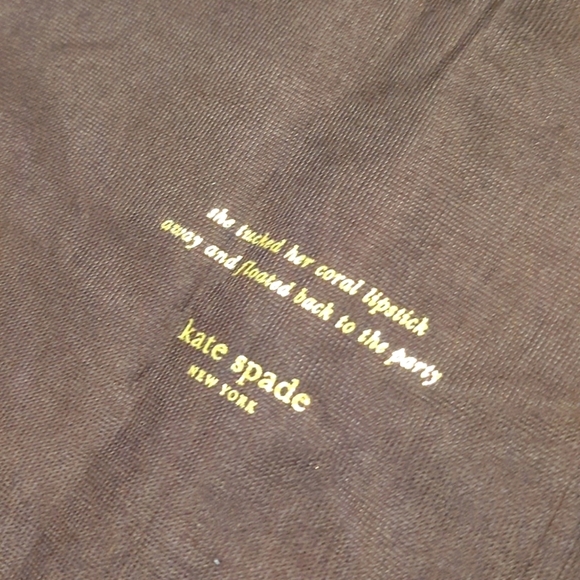 she tucked her coral lipstick
away and floated back to the party
kate spade
NEW YORK